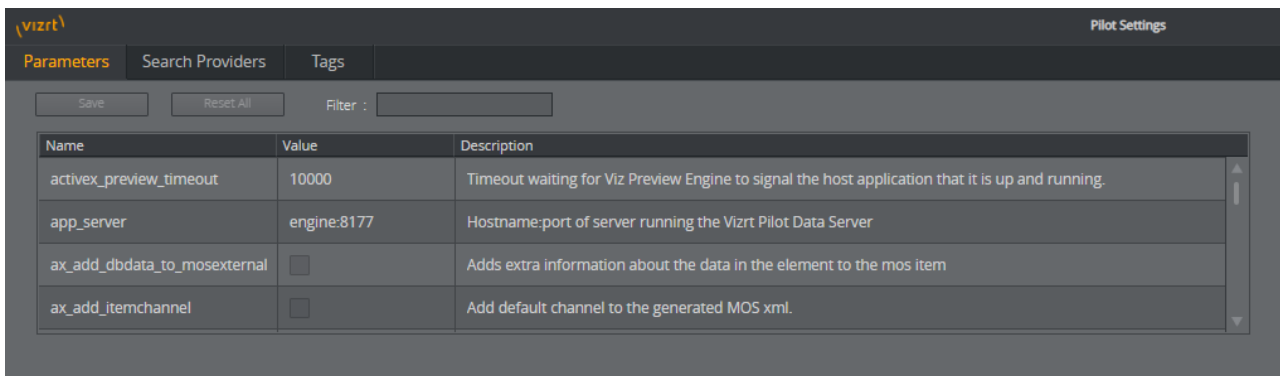 vizrt
Pilot Settings
Parameters Search Providers Tags
Save Reset All Filter :
Name Value Description
activex_preview_timeout 10000 Timeout waiting for Viz Preview Engine to signal the host application that it is up and running.
app_server engine:8177 Hostname:port of server running the Vizrt Pilot Data Server
ax_add_dbdata_to_mosexternal Adds extra information about the data in the element to the mos item
ax_add_itemchannel Add default channel to the generated MOS xml.